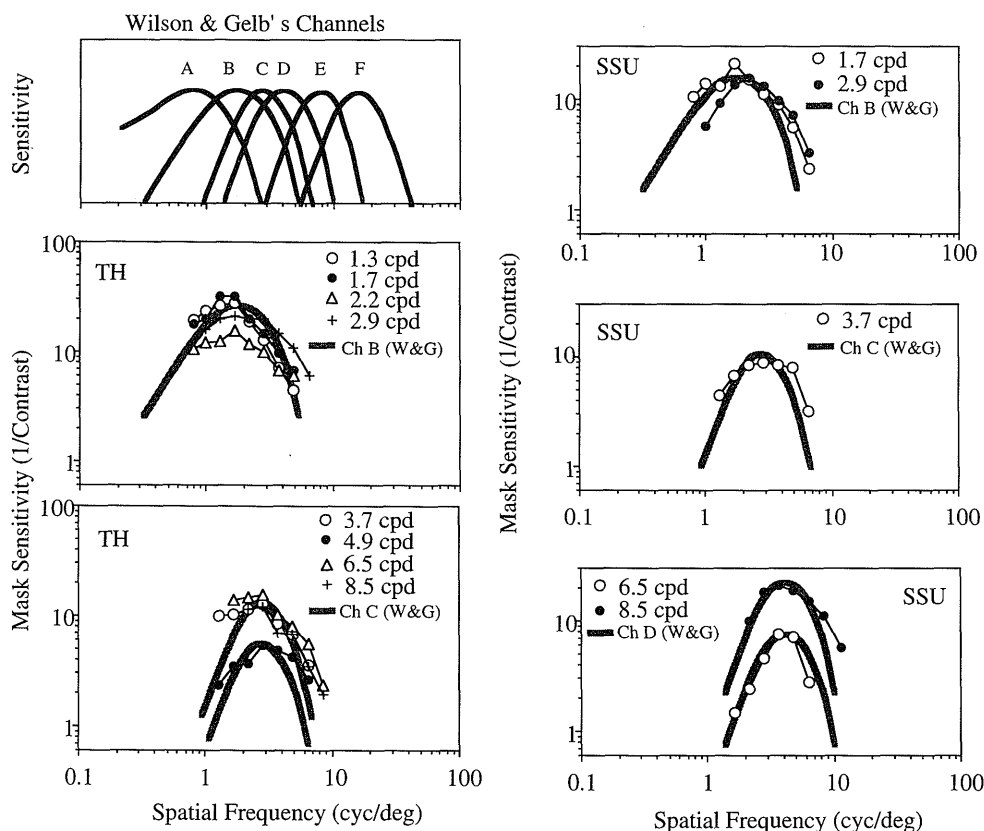 Wilson & Gelb' s Channels
A B C D E F
Sensitivity
TH
1.3 cpd
1.7 cpd
2.2 cpd
2.9 cpd
Ch B (W&G)
100
10
1
TH
3.7 cpd
4.9 cpd
6.5 cpd
8.5 cpd
Ch C (W&G)
100
10
1
0.1 1 10 100
Mask Sensitivity (1/Contrast)
Spatial Frequency (cyc/deg)
SSU
1.7 cpd
2.9 cpd
Ch B (W&G)
10
1
0.1 1 10 100
SSU
3.7 cpd
Ch C (W&G)
10
1
0.1 1 10 100
6.5 cpd
8.5 cpd
Ch D (W&G)
SSU
10
1
0.1 1 10 100
Mask Sensitivity (1/Contrast)
Spatial Frequency (cyc/deg)